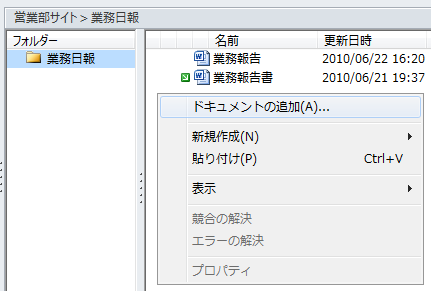 営業部サイト > 業務日報
フォルダー
業務日報
名前 更新日時
業務報告 2010/06/22 16:20
業務報告書 2010/06/21 19:37
ドキュメントの追加(A)...
新規作成(N)
貼り付け(P) Ctrl+V
表示
競合の解決
エラーの解決
プロパティ